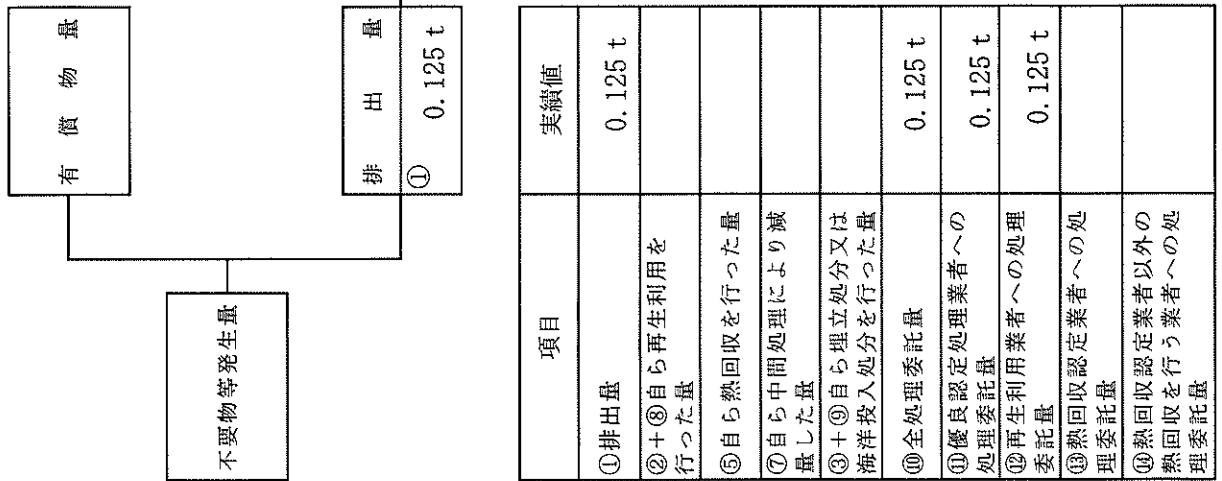 不要物等発生量
有償物量
排出量
① 0.125 t
項目 実績値
①排出量 0.125 t
②＋⑧自ら再生利用を
行った量
⑤自ら熱回収を行った量
⑦自ら中間処理により減
量した量
③＋⑨自ら埋立処分又は
海洋投入処分を行った量
⑩全処理委託量 0.125 t
⑪優良認定処理業者への
処理委託量 0.125 t
⑫再生利用業者への処理
委託量 0.125 t
⑬熱回収認定業者への処
理委託量
⑭熱回収認定業者以外の
熱回収を行う業者への処
理委託量